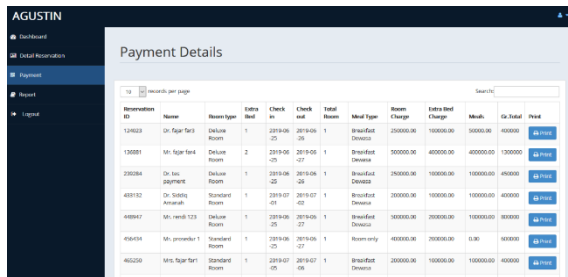 AGUSTIN
Dashboard
Detail Reservation
Payment
Report
Logout
Payment Details
10 records per page Search:
Reservation ID Name Room type Extra Bed Check in Check out Total Room Meal Type Room Charge Extra Bed Charge Meals Gr.Total Print
Dr. fajar far3 Deluxe Room 1 2019-06-25 2019-06-26 1 Breakfast Dewasa 250000.00 100000.00 50000.00 400000 Print
136881 Mr. fajar far4 Deluxe Room 2 2019-06-25 2019-06-27 1 Breakfast Dewasa 500000.00 400000.00 400000.00 1300000 Print
230284 Dr. tes payment Deluxe Room 1 2019-06-25 2019-06-26 1 Breakfast Dewasa 250000.00 100000.00 100000.00 450000 Print
403132 Dr. Siddiq Amanah Standard Room 1 2019-07-01 2019-07-02 1 Breakfast Dewasa 200000.00 100000.00 100000.00 400000 Print
448947 Mr. rendi 123 Deluxe Room 1 2019-06-25 2019-06-27 1 Breakfast Dewasa 500000.00 200000.00 100000.00 800000 Print
456434 Mr. prosedur 1 Standard Room 1 2019-06-25 2019-06-27 1 Room only 400000.00 200000.00 0.00 600000 Print
465250 Mrs. fajar far1 Standard Room 1 2019-07-05 2019-07-06 1 Breakfast Dewasa 200000.00 100000.00 100000.00 400000 Print